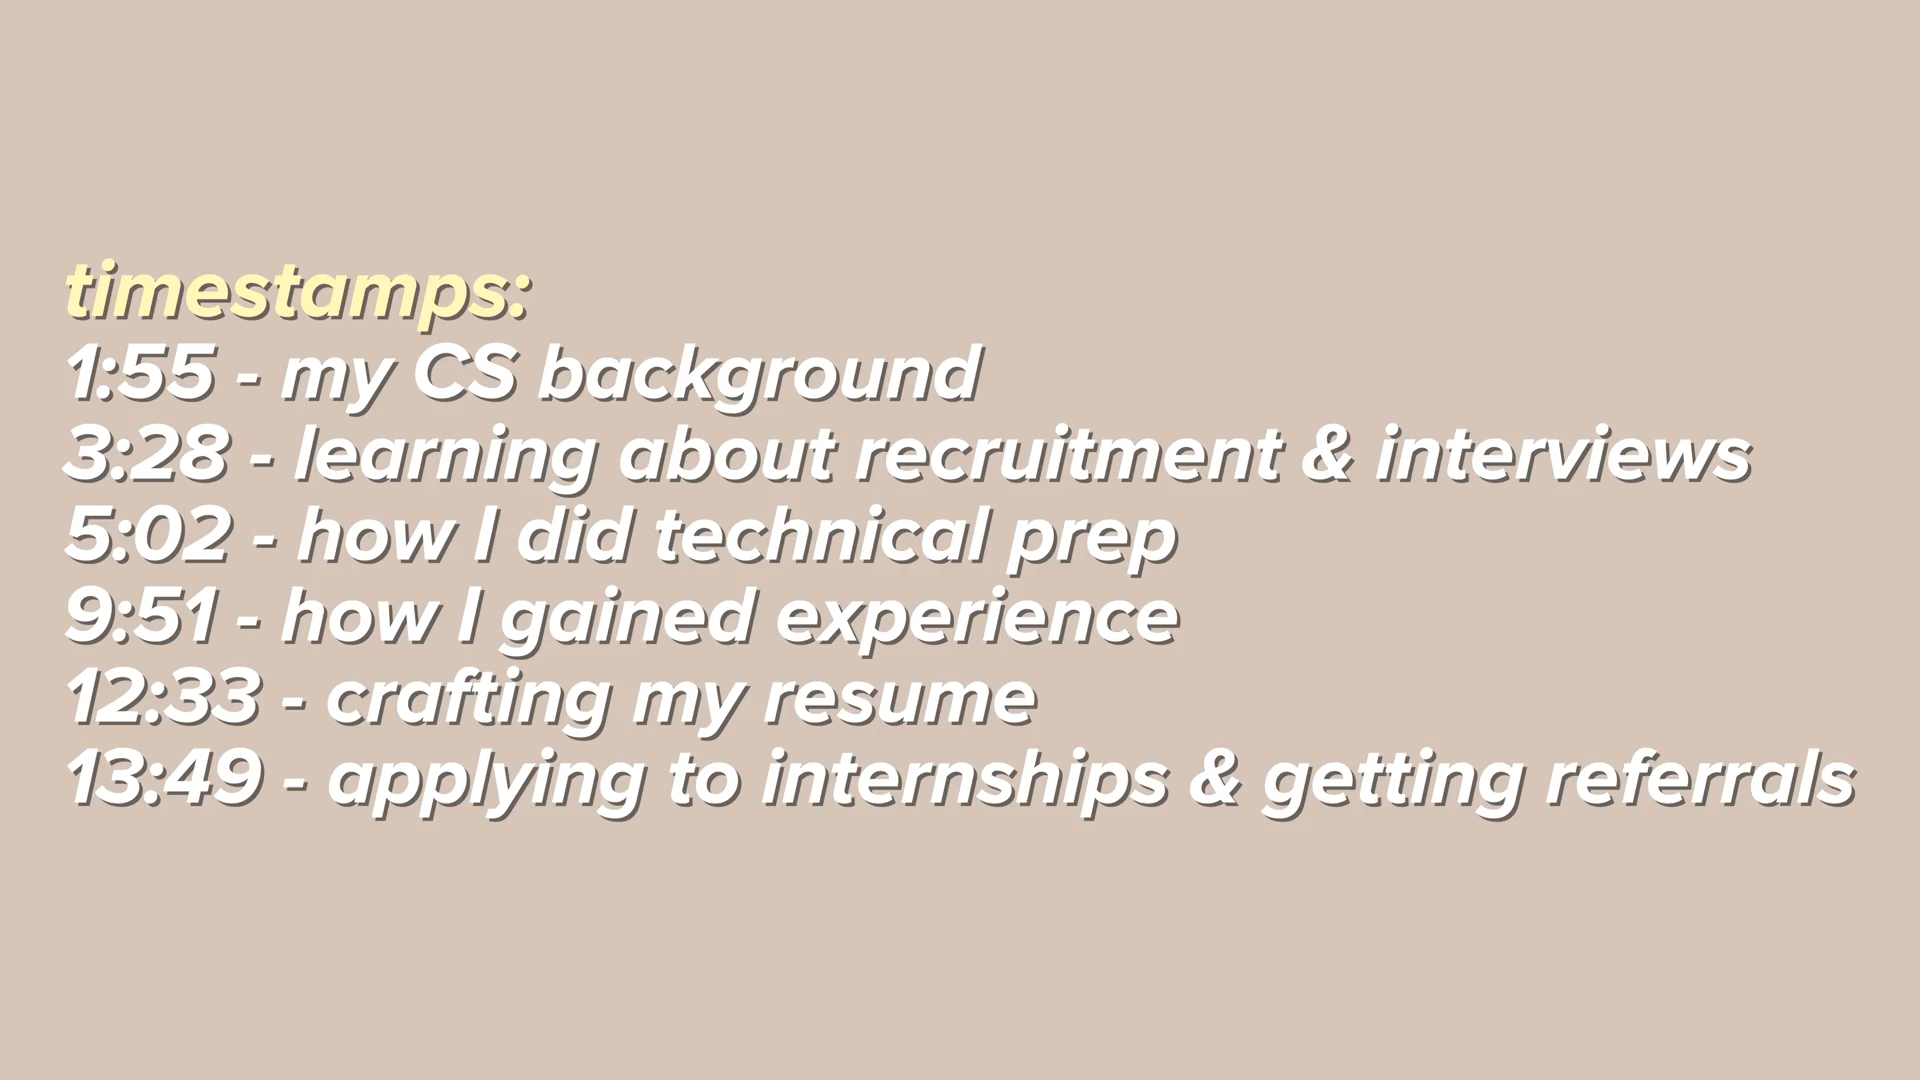 timestamps:
1:55 - my CS background
3:28 - learning about recruitment & interviews
5:02 - how I did technical prep
9:51 - how I gained experience
12:33 - crafting my resume
13:49 - applying to internships & getting referrals